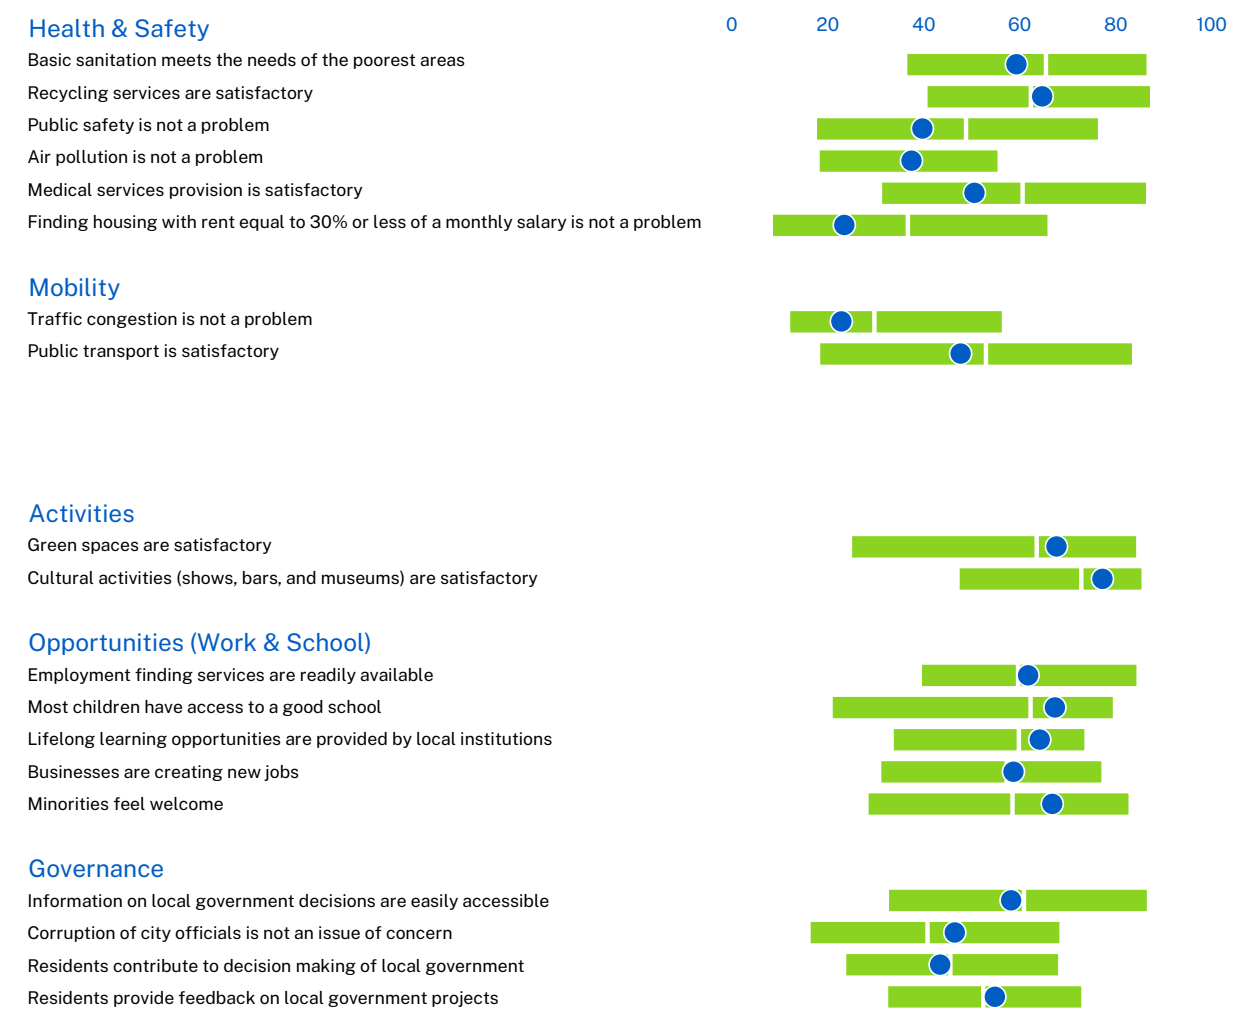 Health & Safety
0 20 40 60 80 100
Basic sanitation meets the needs of the poorest areas
Recycling services are satisfactory
Public safety is not a problem
Air pollution is not a problem
Medical services provision is satisfactory
Finding housing with rent equal to 30% or less of a monthly salary is not a problem
Mobility
Traffic congestion is not a problem
Public transport is satisfactory
Activities
Green spaces are satisfactory
Cultural activities (shows, bars, and museums) are satisfactory
Opportunities (Work & School)
Employment finding services are readily available
Most children have access to a good school
Lifelong learning opportunities are provided by local institutions
Businesses are creating new jobs
Minorities feel welcome
Governance
Information on local government decisions are easily accessible
Corruption of city officials is not an issue of concern
Residents contribute to decision making of local government
Residents provide feedback on local government projects